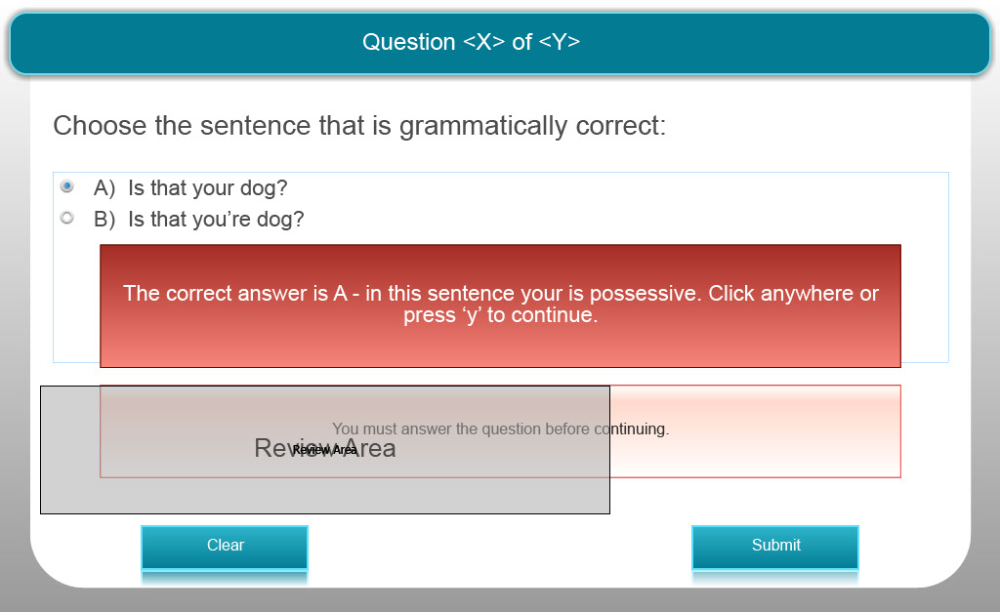 Question <X> of <Y>
Choose the sentence that is grammatically correct:
A) Is that your dog?
B) Is that you’re dog?
The correct answer is A - in this sentence your is possessive. Click anywhere or
press ‘y’ to continue.
You must answer the question before continuing.
Review Area
Review Area
Clear
Submit